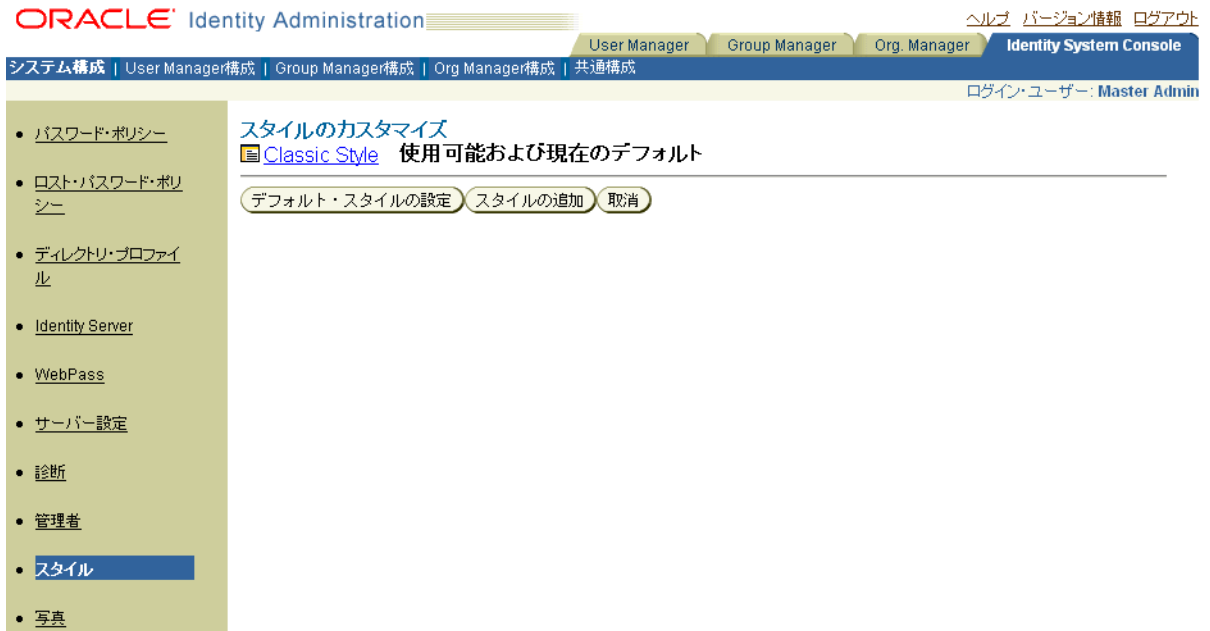 ORACLE Identity Administration
ヘルプ バージョン情報 ログアウト
User Manager Group Manager Org. Manager Identity System Console
システム構成 | User Manager構成 | Group Manager構成 | Org Manager構成 | 共通構成
ログイン・ユーザー: Master Admin
• パスワード・ポリシー
• ロスト・パスワード・ポリ
シー
• ディレクトリ・プロファイ
ル
• Identity Server
• WebPass
• サーバー設定
• 診断
• 管理者
• スタイル
• 写真
スタイルのカスタマイズ
Classic Style 使用可能および現在のデフォルト
デフォルト・スタイルの設定 スタイルの追加 取消